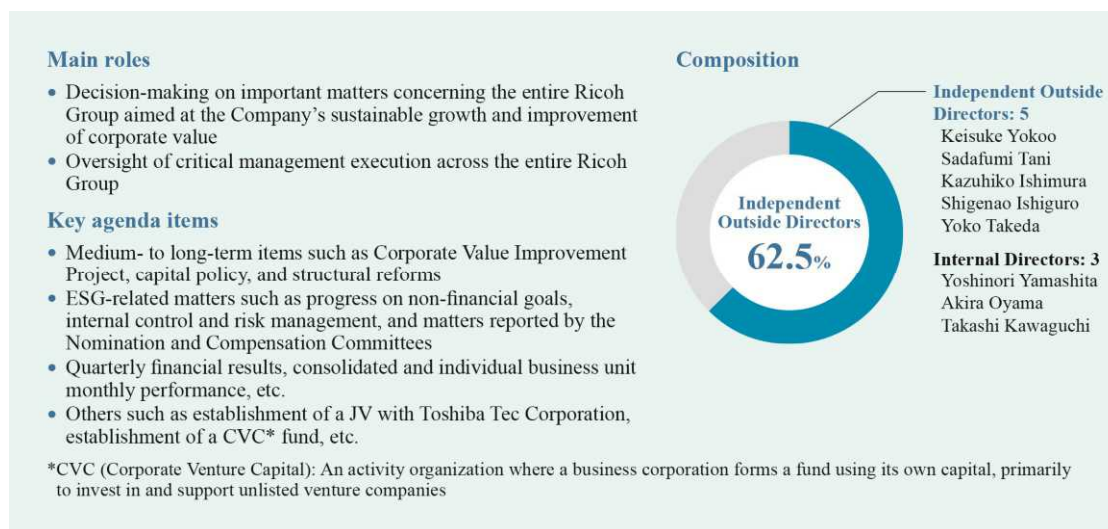 Main roles
• Decision-making on important matters concerning the entire Ricoh
Group aimed at the Company’s sustainable growth and improvement
of corporate value
• Oversight of critical management execution across the entire Ricoh
Group
Key agenda items
• Medium- to long-term items such as Corporate Value Improvement
Project, capital policy, and structural reforms
• ESG-related matters such as progress on non-financial goals,
internal control and risk management, and matters reported by the
Nomination and Compensation Committees
• Quarterly financial results, consolidated and individual business unit
monthly performance, etc.
• Others such as establishment of a JV with Toshiba Tec Corporation,
establishment of a CVC* fund, etc.
Composition
Independent
Outside Directors
62.5%
Independent Outside
Directors: 5
Keisuke Yokoo
Sadafumi Tani
Kazuhiko Ishimura
Shigenao Ishiguro
Yoko Takeda
Internal Directors: 3
Yoshinori Yamashita
Akira Oyama
Takashi Kawaguchi
*CVC (Corporate Venture Capital): An activity organization where a business corporation forms a fund using its own capital, primarily
to invest in and support unlisted venture companies